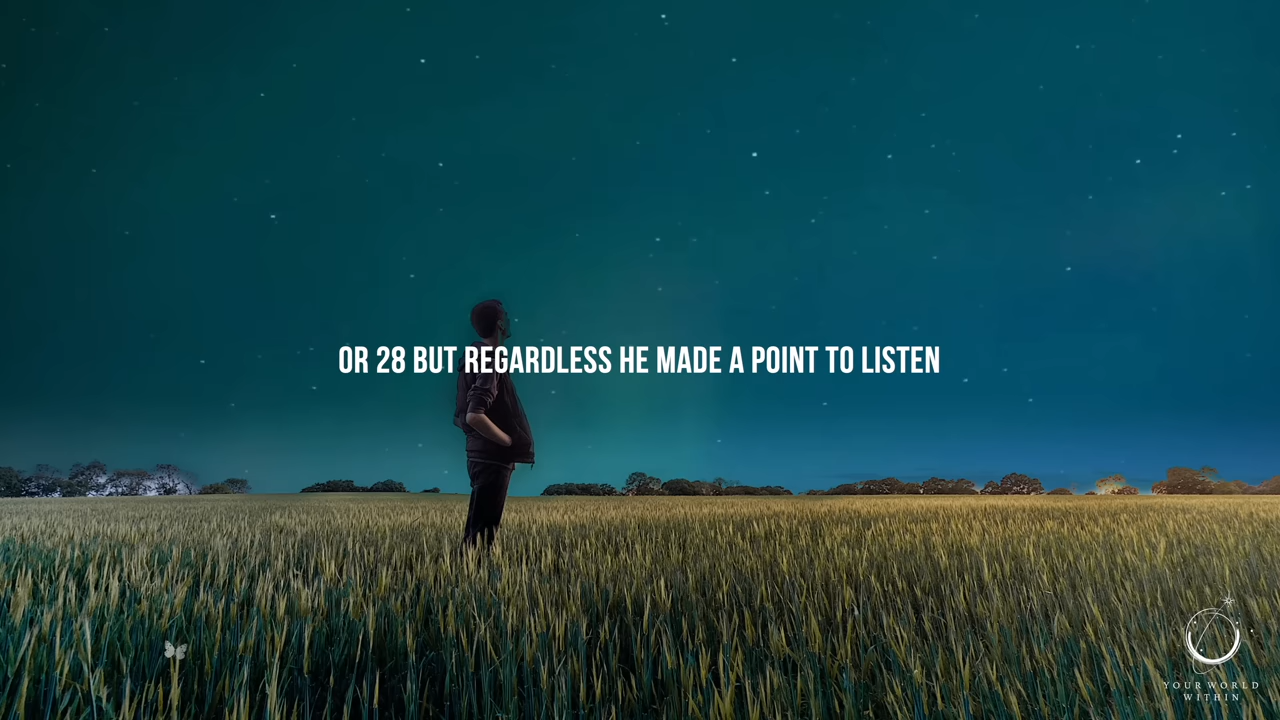 OR 28 BUT REGARDLESS HE MADE A POINT TO LISTEN
YOUR WORLD
WITHIN